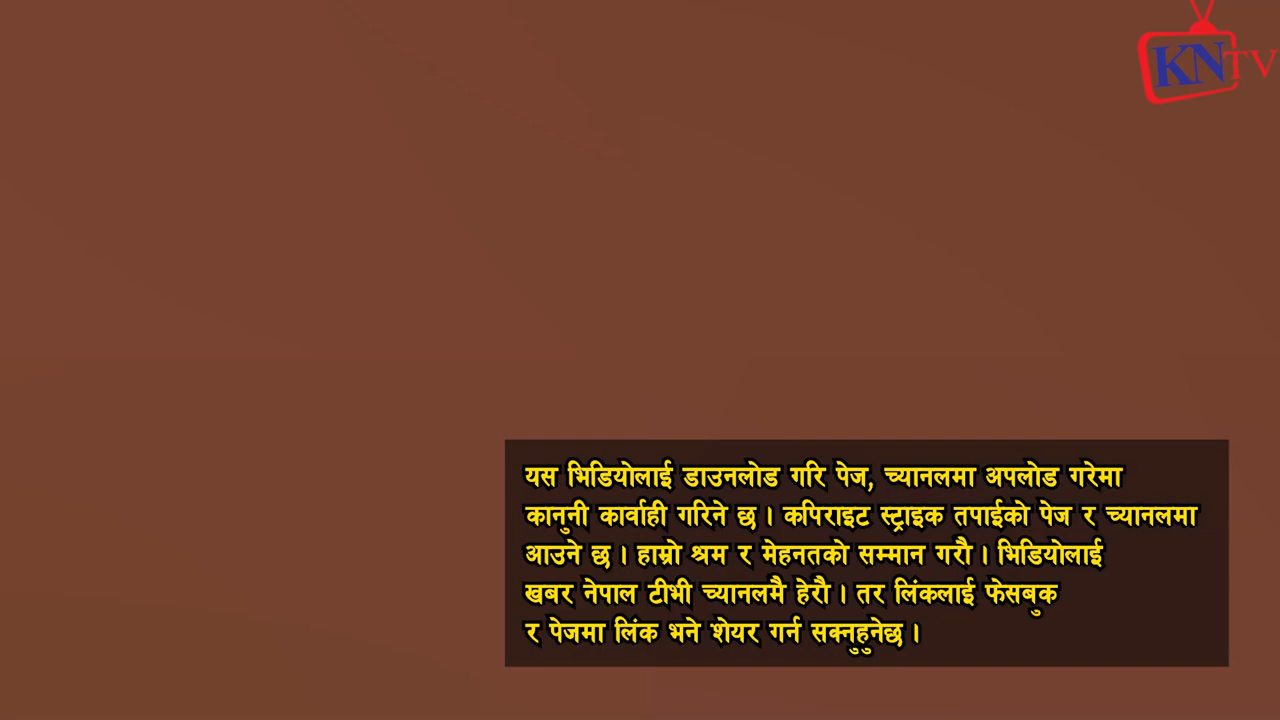 KNTV
यस भिडियोलाई डाउनलोड गरि पेज, च्यानलमा अपलोड गरेमा
कानुनी कार्वाही गरिने छ । कपिराइट स्ट्राइक तपाईको पेज र च्यानलमा
आउने छ । हाम्रो श्रम र मेहनतको सम्मान गरौ । भिडियोलाई
खबर नेपाल टीभी च्यानलमै हेरौ । तर लिंकलाई फेसबुक
र पेजमा लिंक भने शेयर गर्न सक्नुहुनेछ ।